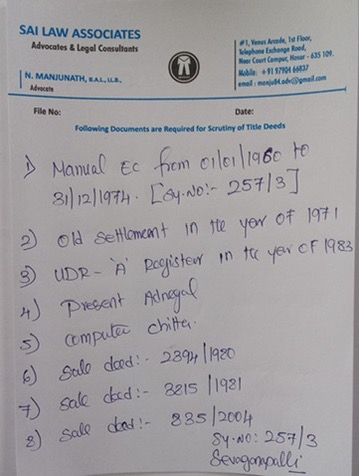 SAI LAW ASSOCIATES
Advocates & Legal Consultants
N. MANJUNATH, B.A.L., LL.B.,
Advocate
#1, Venus Arcade, 1st Floor,
Telephone Exchange Road,
Near Court Campus, Hosur - 635 109.
Mobile: +91 97904 66837
email: manju84.adv@gmail.com
File No:
Date:
Following Documents are Required for Scrutiny of Title Deeds
1) Manual EC from 01/01/1960 to
31/12/1974. [Sy.No:- 257/3]
2) Old Settlement in the year OF 1971
3) UDR - 'A' Register in the year OF 1983
4) Present Adnegal
5) Computer chitta.
6) Sale deed:- 2394/1980
7) Sale deed:- 3215/1981
8) Sale deed:- 835/2004
Sy.NO: 257/3
Sevaganapalli